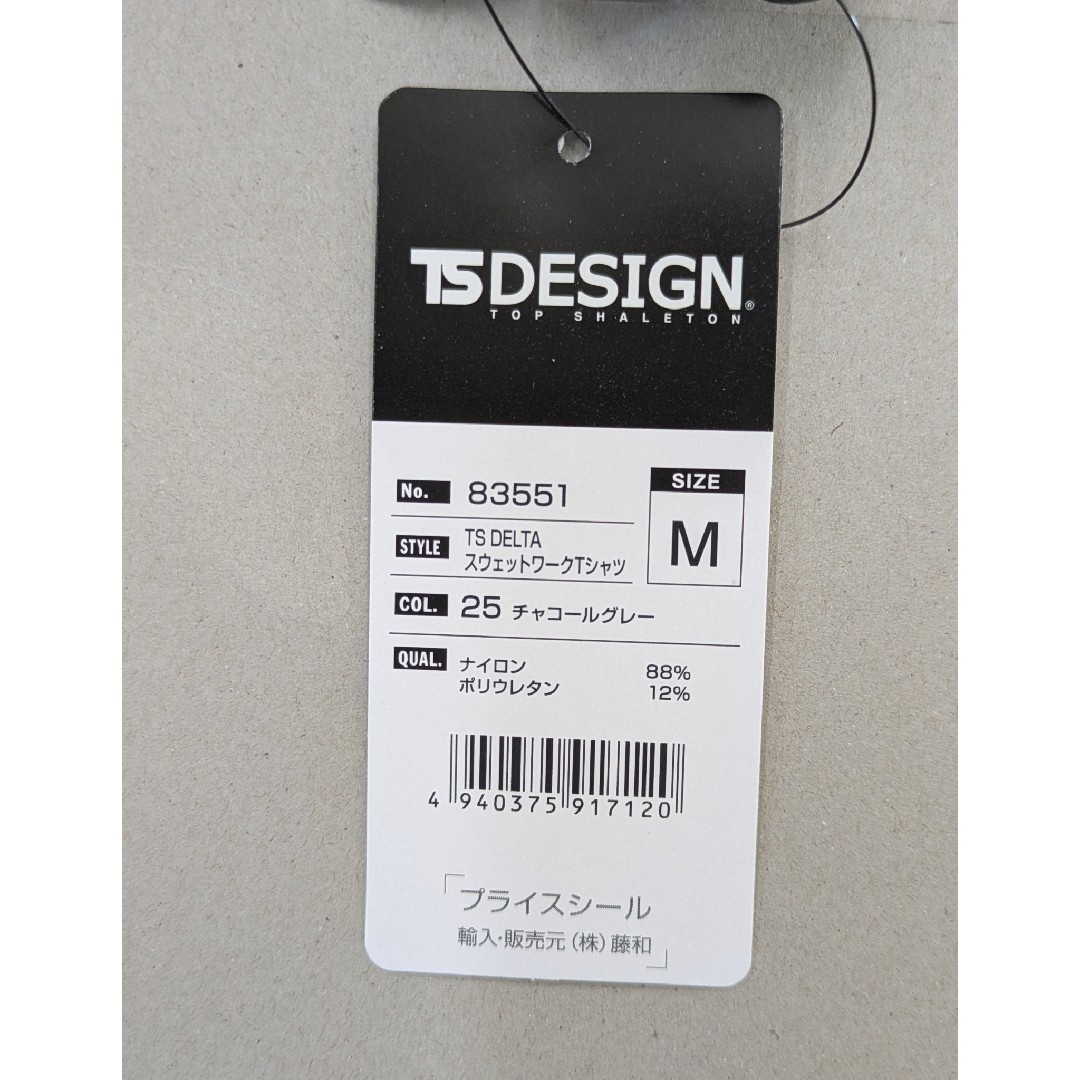 TSDESIGN®
TOP SHALETON
No. 83551
SIZE
M
STYLE TS DELTA
スウェットワークTシャツ
COL. 25 チャコールグレー
QUAL. ナイロン 88%
ポリウレタン 12%
4 940375 917120
「プライスシール
輸入・販売元(株)藤和」